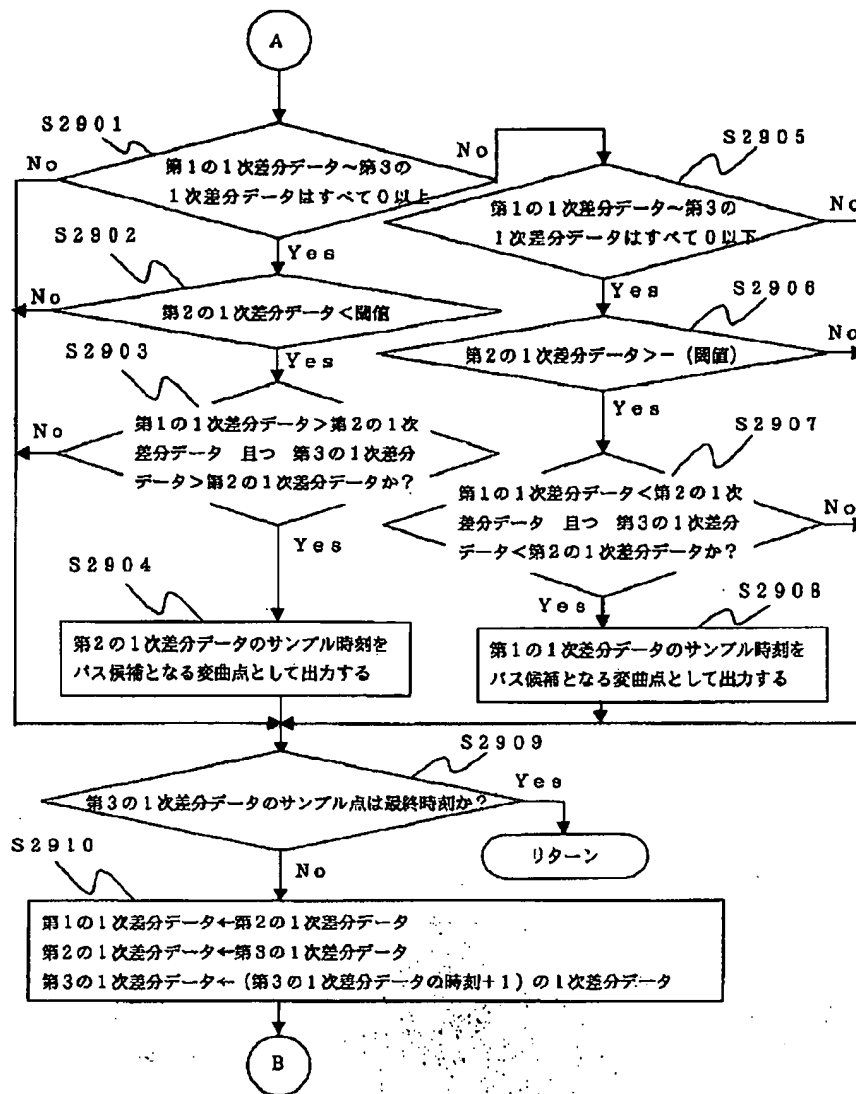 A
S2901
No
第1の1次差分データ～第3の
1次差分データはすべて0以上
No
S2905
第1の1次差分データ～第3の
1次差分データはすべて0以下
No
Yes
S2902
No
第2の1次差分データ<閾値
Yes
S2906
第2の1次差分データ>－（閾値）
No
Yes
S2903
No
第1の1次差分データ>第2の1次
差分データ　且つ　第3の1次差分
データ>第2の1次差分データか？
Yes
S2907
第1の1次差分データ<第2の1次
差分データ　且つ　第3の1次差分
データ<第2の1次差分データか？
No
Yes
S2904
第2の1次差分データのサンプル時刻を
パス候補となる変曲点として出力する
Yes
S2908
第1の1次差分データのサンプル時刻を
パス候補となる変曲点として出力する
S2909
第3の1次差分データのサンプル点は最終時刻か？
Yes
リターン
No
S2910
第1の1次差分データ←第2の1次差分データ
第2の1次差分データ←第3の1次差分データ
第3の1次差分データ←（第3の1次差分データの時刻+1）の1次差分データ
B